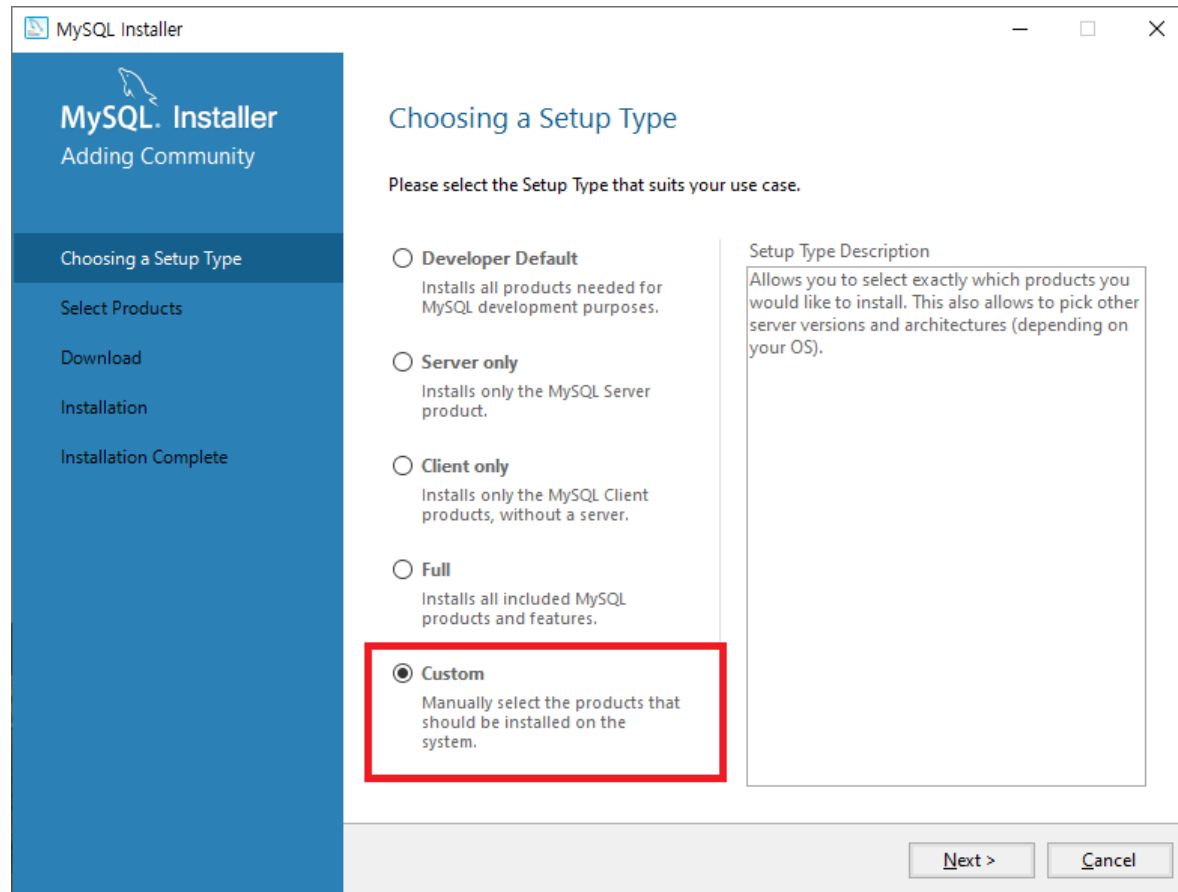 MySQL Installer
MySQL. Installer
Adding Community
Choosing a Setup Type
Select Products
Download
Installation
Installation Complete
Choosing a Setup Type
Please select the Setup Type that suits your use case.
Developer Default
Installs all products needed for
MySQL development purposes.
Server only
Installs only the MySQL Server
product.
Client only
Installs only the MySQL Client
products, without a server.
Full
Installs all included MySQL
products and features.
Custom
Manually select the products that
should be installed on the
system.
Setup Type Description
Allows you to select exactly which products you
would like to install. This also allows to pick other
server versions and architectures (depending on
your OS).
Next >
Cancel